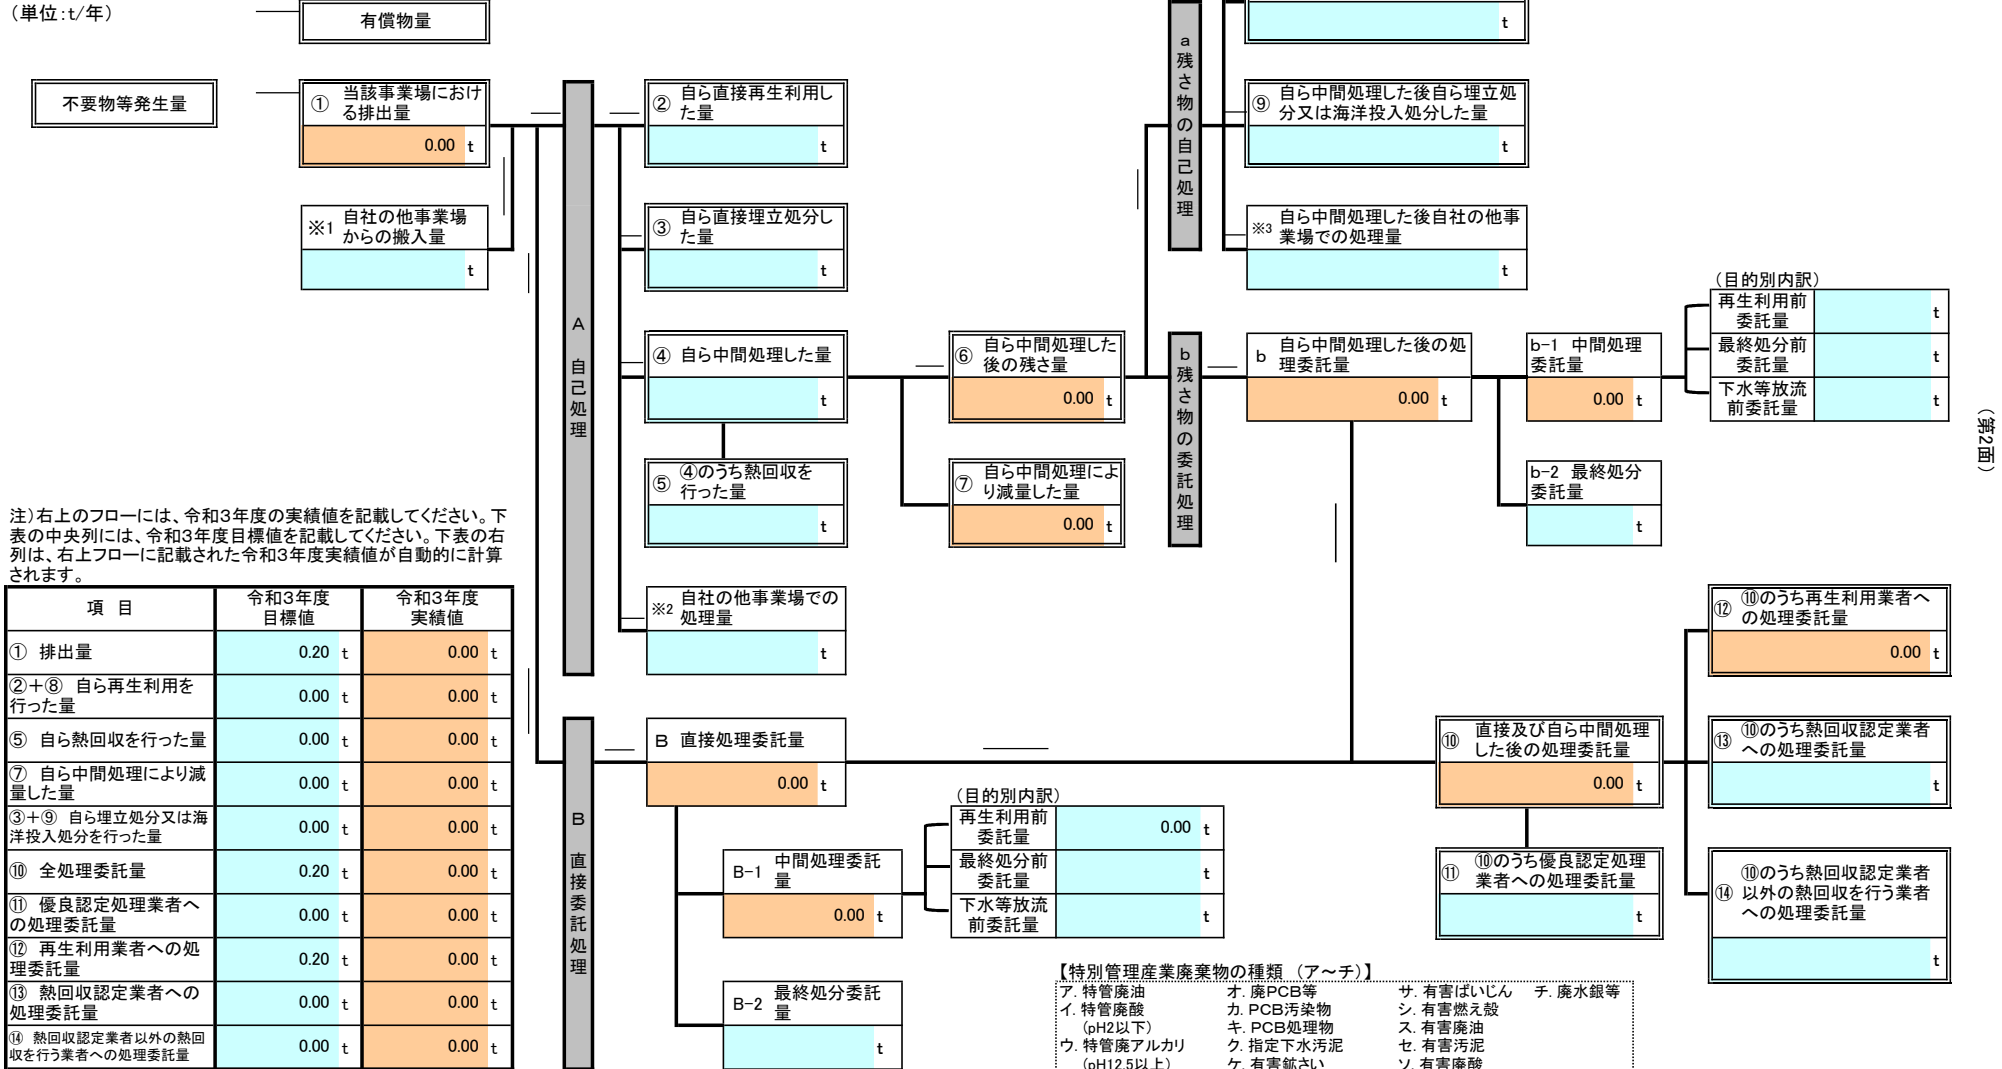 （単位：t/年）
有償物量
t
不要物等発生量
① 当該事業場におけ
る排出量
0.00 t
※1 自社の他事業場
からの搬入量
t
A 自己処理
② 自ら直接再生利用し
た量
t
③ 自ら直接埋立処分し
た量
t
④ 自ら中間処理した量
t
⑤ ④のうち熱回収を
行った量
t
※2 自社の他事業場での
処理量
t
⑥ 自ら中間処理した
後の残さ量
0.00 t
⑦ 自ら中間処理によ
り減量した量
0.00 t
a 残さ物の自己処理
⑨ 自ら中間処理した後自ら埋立処
分又は海洋投入処分した量
t
※3 自ら中間処理した後自社の他事
業場での処理量
t
b 残さ物の委託処理
b 自ら中間処理した後の処
理委託量
0.00 t
b-1 中間処理
委託量
0.00 t
b-2 最終処分
委託量
t
（目的別内訳）
再生利用前
委託量
t
最終処分前
委託量
t
下水等放流
前委託量
t
（第2面）
注）右上のフローには、令和3年度の実績値を記載してください。下
表の中央列には、令和3年度目標値を記載してください。下表の右
列は、右上フローに記載された令和3年度実績値が自動的に計算
されます。
項 目
令和3年度
目標値
令和3年度
実績値
① 排出量 0.20 t 0.00 t
②＋⑧ 自ら再生利用を
行った量 0.00 t 0.00 t
⑤ 自ら熱回収を行った量 0.00 t 0.00 t
⑦ 自ら中間処理により減
量した量 0.00 t 0.00 t
③＋⑨ 自ら埋立処分又は海
洋投入処分を行った量 0.00 t 0.00 t
⑩ 全処理委託量 0.20 t 0.00 t
⑪ 優良認定処理業者へ
の処理委託量 0.00 t 0.00 t
⑫ 再生利用業者への処
理委託量 0.20 t 0.00 t
⑬ 熱回収認定業者への
処理委託量 0.00 t 0.00 t
⑭ 熱回収認定業者以外の熱回
収を行う業者への処理委託量 0.00 t 0.00 t
B 直接委託処理
B 直接処理委託量
0.00 t
B-1 中間処理委託
量
0.00 t
B-2 最終処分委託
量
t
（目的別内訳）
再生利用前
委託量
0.00 t
最終処分前
委託量
t
下水等放流
前委託量
t
⑩ 直接及び自ら中間処理
した後の処理委託量
0.00 t
⑪ ⑩のうち優良認定処理
業者への処理委託量
t
⑫ ⑩のうち再生利用業者へ
の処理委託量
0.00 t
⑬ ⑩のうち熱回収認定業者
への処理委託量
t
⑭ ⑩のうち熱回収認定業者
以外の熱回収を行う業者
への処理委託量
t
【特別管理産業廃棄物の種類 （ア～チ）】
ア. 特管廃油 オ. 廃PCB等 サ. 有害ばいじん チ. 廃水銀等
イ. 特管廃酸 カ. PCB汚染物 シ. 有害燃え殻
（pH2以下） キ. PCB処理物 ス. 有害廃油
ウ. 特管廃アルカリ ク. 指定下水汚泥 セ. 有害汚泥
（pH12.5以上） ケ. 有害鉱さい ソ. 有害廃酸